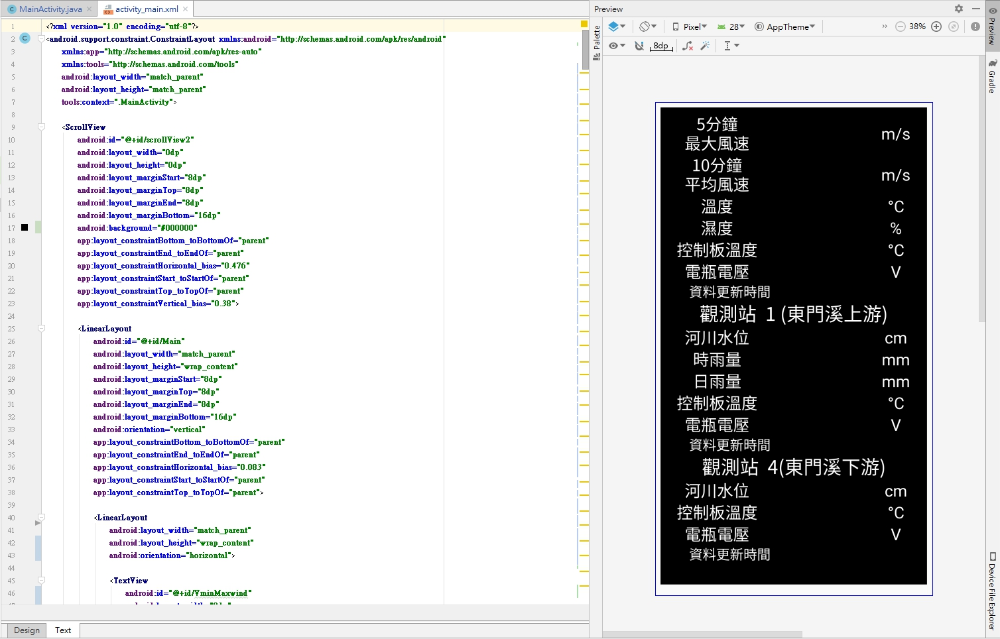 MainActivity.java
activity_main.xml
1 <?xml version="1.0" encoding="utf-8"?>
2 <android.support.constraint.ConstraintLayout xmlns:android="http://schemas.android.com/apk/res/android"
3 xmlns:app="http://schemas.android.com/apk/res-auto"
4 xmlns:tools="http://schemas.android.com/tools"
5 android:layout_width="match_parent"
6 android:layout_height="match_parent"
7 tools:context=".MainActivity">
8
9 <ScrollView
10 android:id="@+id/scrollView2"
11 android:layout_width="0dp"
12 android:layout_height="0dp"
13 android:layout_marginStart="8dp"
14 android:layout_marginTop="8dp"
15 android:layout_marginEnd="8dp"
16 android:layout_marginBottom="16dp"
17 android:background="#000000"
18 app:layout_constraintBottom_toBottomOf="parent"
19 app:layout_constraintEnd_toEndOf="parent"
20 app:layout_constraintHorizontal_bias="0.476"
21 app:layout_constraintStart_toStartOf="parent"
22 app:layout_constraintTop_toTopOf="parent"
23 app:layout_constraintVertical_bias="0.38">
24
25 <LinearLayout
26 android:id="@+id/Main"
27 android:layout_width="match_parent"
28 android:layout_height="wrap_content"
29 android:layout_marginStart="8dp"
30 android:layout_marginTop="8dp"
31 android:layout_marginEnd="8dp"
32 android:layout_marginBottom="16dp"
33 android:orientation="vertical"
34 app:layout_constraintBottom_toBottomOf="parent"
35 app:layout_constraintEnd_toEndOf="parent"
36 app:layout_constraintHorizontal_bias="0.083"
37 app:layout_constraintStart_toStartOf="parent"
38 app:layout_constraintTop_toTopOf="parent">
39
40 <LinearLayout
41 android:layout_width="match_parent"
42 android:layout_height="wrap_content"
43 android:orientation="horizontal">
44
45 <TextView
46 android:id="@+id/VminMaxwind"
Design
Text
Preview
Palette
Pixel
28
AppTheme
38%
8dp
5分鐘
最大風速 m/s
10分鐘
平均風速 m/s
溫度 °C
濕度 %
控制板溫度 °C
電瓶電壓 V
資料更新時間
觀測站 1 (東門溪上游)
河川水位 cm
時雨量 mm
日雨量 mm
控制板溫度 °C
電瓶電壓 V
資料更新時間
觀測站 4(東門溪下游)
河川水位 cm
控制板溫度 °C
電瓶電壓 V
資料更新時間
Preview
Gradle
Device File Explorer